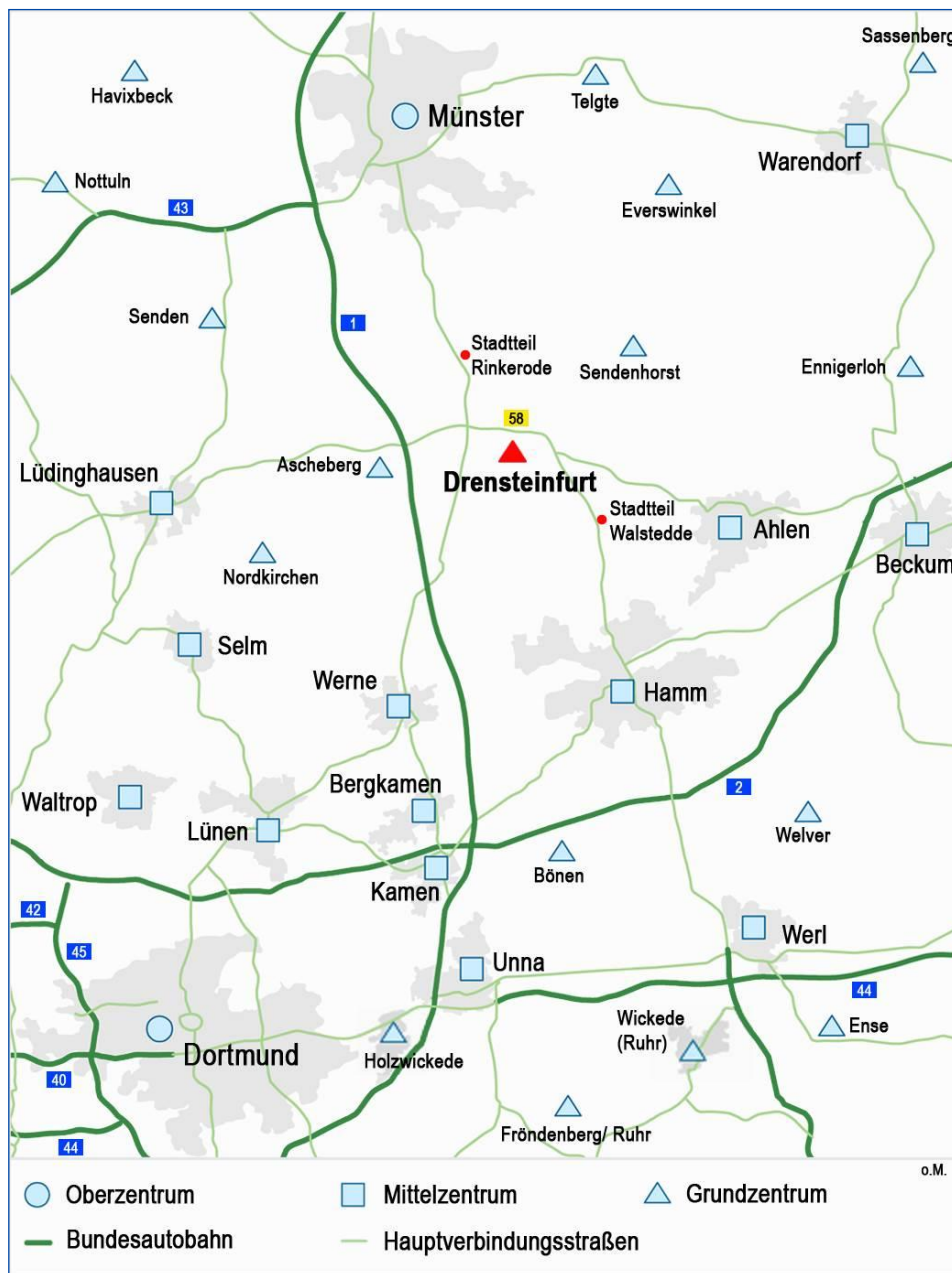 Sassenberg
Havixbeck
Münster
Telgte
Warendorf
Nottuln
Everswinkel
43
Senden
1
Stadtteil
Rinkerode
Sendenhorst
Ennigerloh
58
Ascheberg
Drensteinfurt
Lüdinghausen
Stadtteil
Walstedde
Ahlen
Beckum
Nordkirchen
Selm
Werne
Hamm
Bergkamen
Waltrop
Lünen
2
Welver
Kamen
Bönen
42
45
Werl
Unna
44
Wickede
(Ruhr)
Ense
Dortmund
Holzwickede
40
Fröndenberg/ Ruhr
44
o.M.
Oberzentrum
Mittelzentrum
Grundzentrum
Bundesautobahn
Hauptverbindungsstraßen